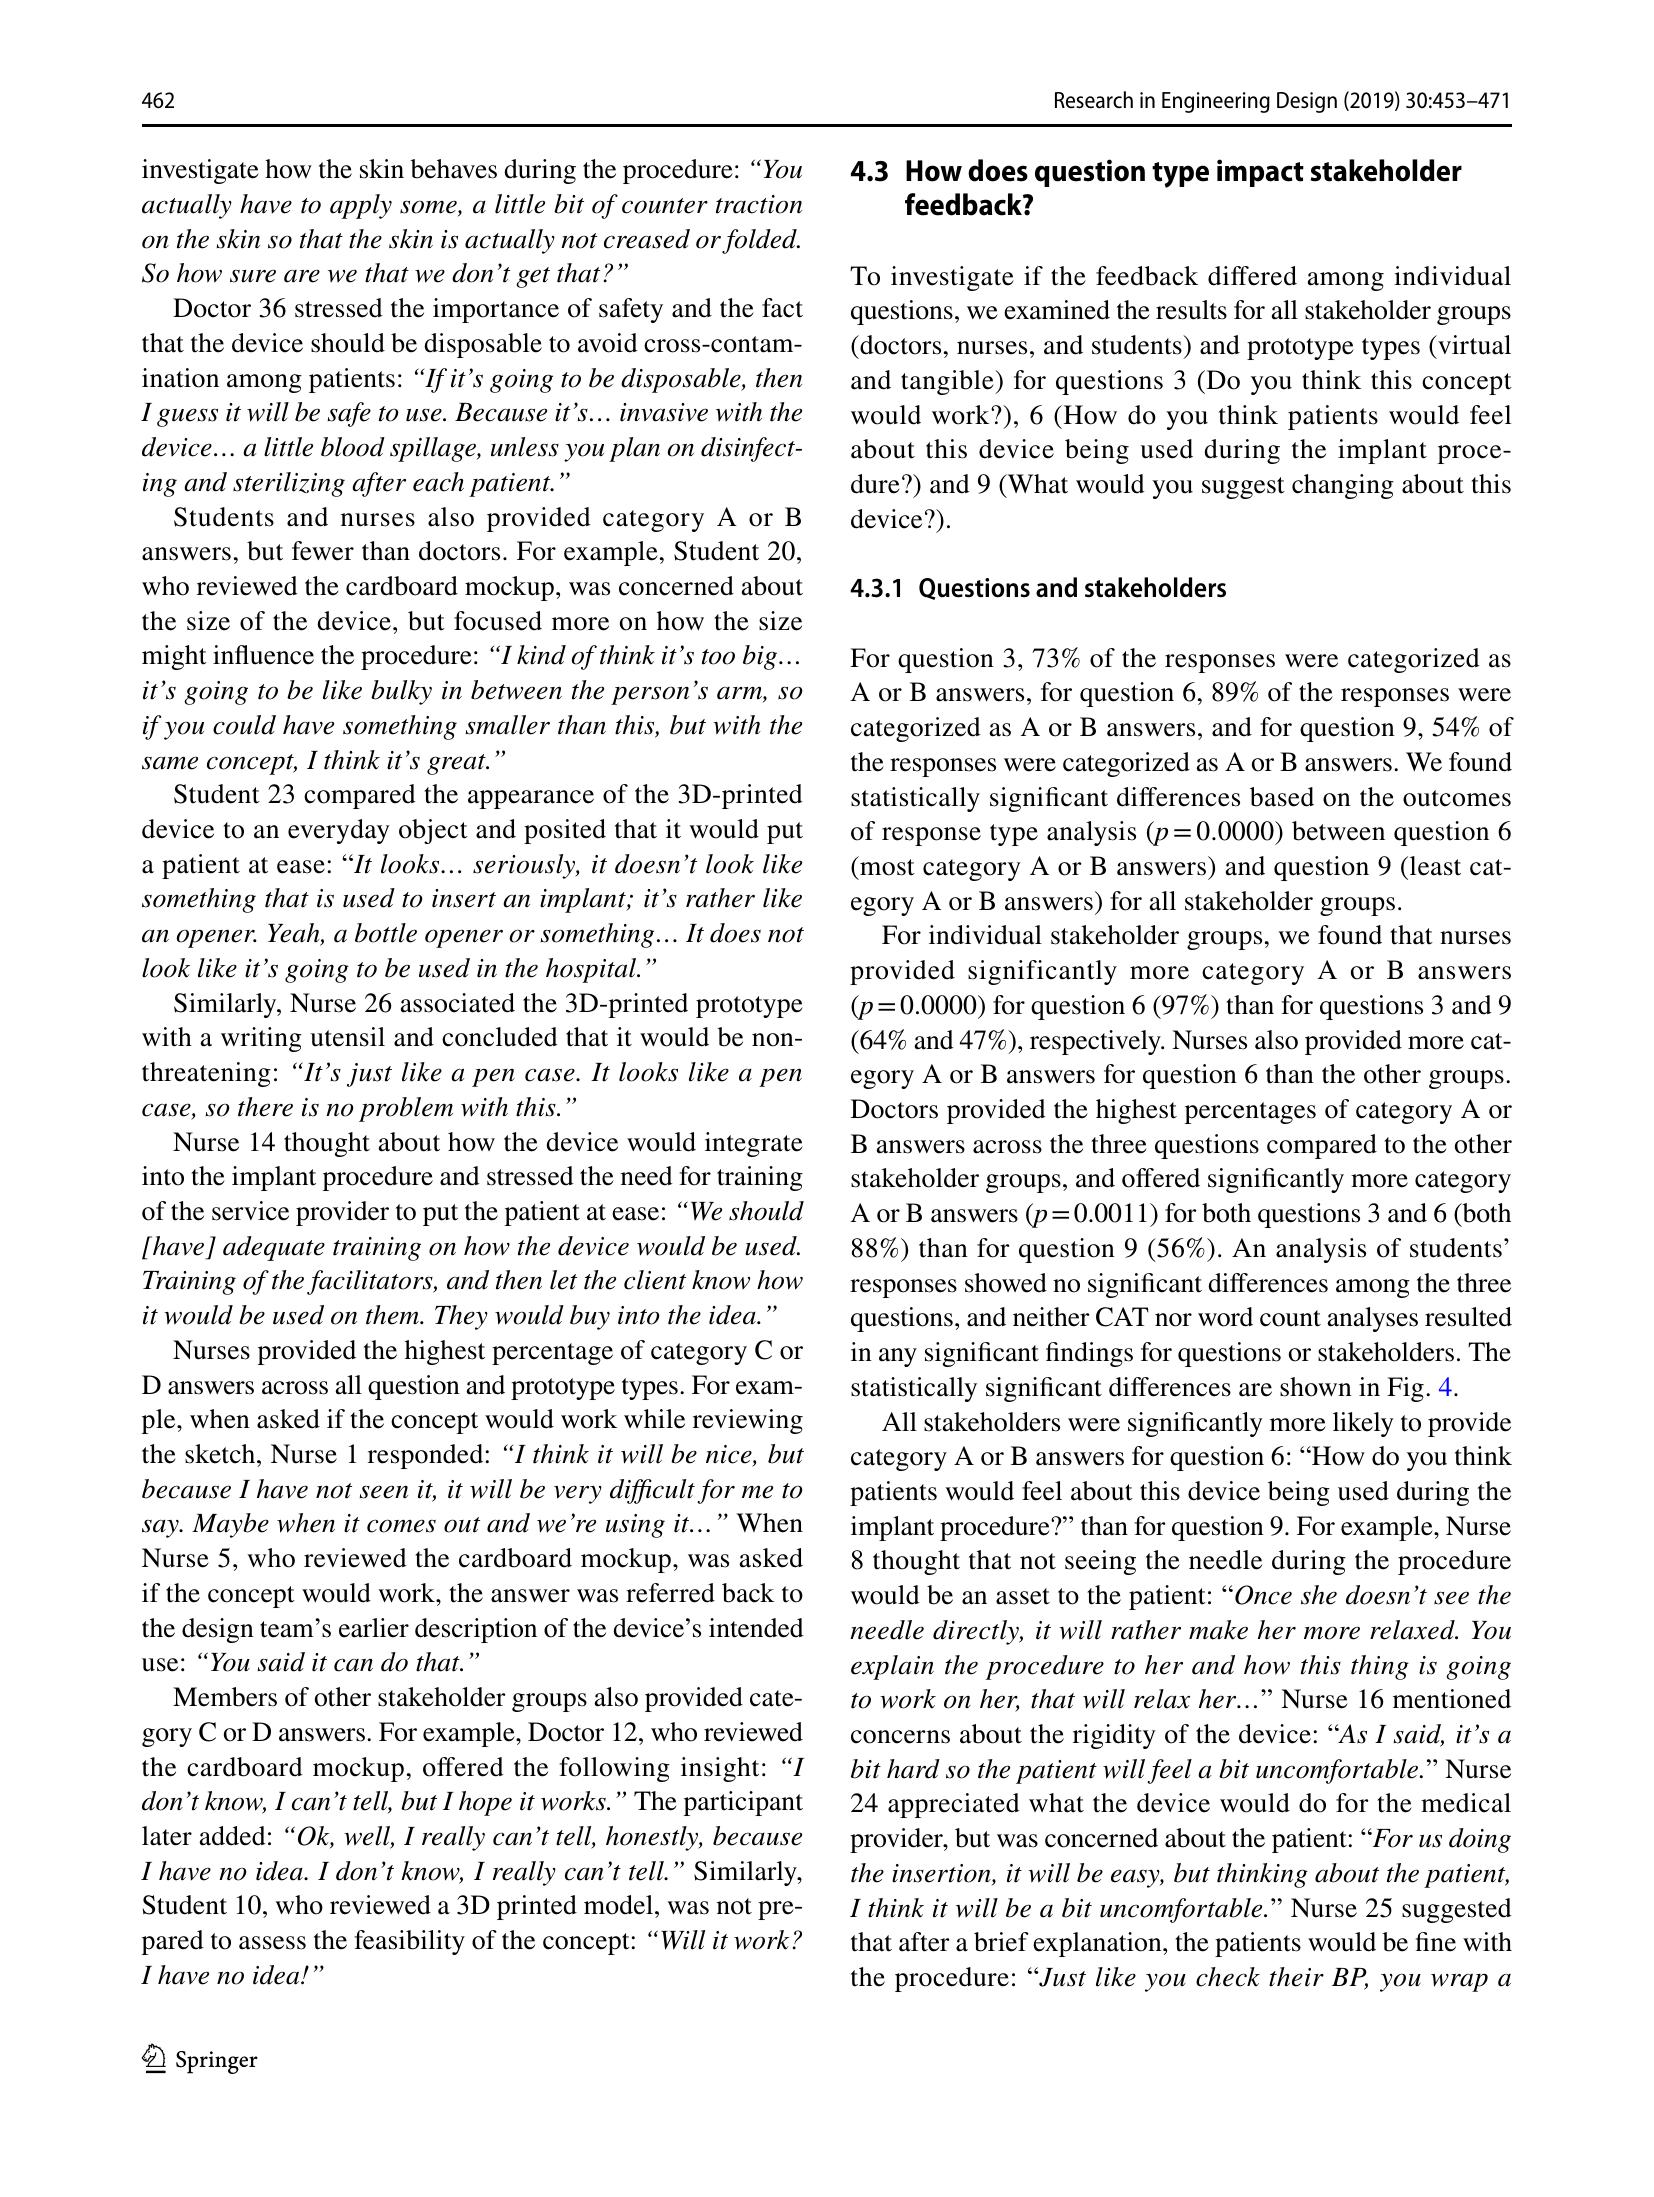 462
Research in Engineering Design (2019) 30:453–471
investigate how the skin behaves during the procedure: “You
actually have to apply some, a little bit of counter traction
on the skin so that the skin is actually not creased or folded.
So how sure are we that we don’t get that?”
Doctor 36 stressed the importance of safety and the fact
that the device should be disposable to avoid cross-contam-
ination among patients: “If it’s going to be disposable, then
I guess it will be safe to use. Because it’s… invasive with the
device… a little blood spillage, unless you plan on disinfect-
ing and sterilizing after each patient.”
Students and nurses also provided category A or B
answers, but fewer than doctors. For example, Student 20,
who reviewed the cardboard mockup, was concerned about
the size of the device, but focused more on how the size
might influence the procedure: “I kind of think it’s too big…
it’s going to be like bulky in between the person’s arm, so
if you could have something smaller than this, but with the
same concept, I think it’s great.”
Student 23 compared the appearance of the 3D-printed
device to an everyday object and posited that it would put
a patient at ease: “It looks… seriously, it doesn’t look like
something that is used to insert an implant; it’s rather like
an opener. Yeah, a bottle opener or something… It does not
look like it’s going to be used in the hospital.”
Similarly, Nurse 26 associated the 3D-printed prototype
with a writing utensil and concluded that it would be non-
threatening: “It’s just like a pen case. It looks like a pen
case, so there is no problem with this.”
Nurse 14 thought about how the device would integrate
into the implant procedure and stressed the need for training
of the service provider to put the patient at ease: “We should
[have] adequate training on how the device would be used.
Training of the facilitators, and then let the client know how
it would be used on them. They would buy into the idea.”
Nurses provided the highest percentage of category C or
D answers across all question and prototype types. For exam-
ple, when asked if the concept would work while reviewing
the sketch, Nurse 1 responded: “I think it will be nice, but
because I have not seen it, it will be very difficult for me to
say. Maybe when it comes out and we’re using it…” When
Nurse 5, who reviewed the cardboard mockup, was asked
if the concept would work, the answer was referred back to
the design team’s earlier description of the device’s intended
use: “You said it can do that.”
Members of other stakeholder groups also provided cate-
gory C or D answers. For example, Doctor 12, who reviewed
the cardboard mockup, offered the following insight: “I
don’t know, I can’t tell, but I hope it works.” The participant
later added: “Ok, well, I really can’t tell, honestly, because
I have no idea. I don’t know, I really can’t tell.” Similarly,
Student 10, who reviewed a 3D printed model, was not pre-
pared to assess the feasibility of the concept: “Will it work?
I have no idea!”
4.3 How does question type impact stakeholder
feedback?
To investigate if the feedback differed among individual
questions, we examined the results for all stakeholder groups
(doctors, nurses, and students) and prototype types (virtual
and tangible) for questions 3 (Do you think this concept
would work?), 6 (How do you think patients would feel
about this device being used during the implant proce-
dure?) and 9 (What would you suggest changing about this
device?).
4.3.1 Questions and stakeholders
For question 3, 73% of the responses were categorized as
A or B answers, for question 6, 89% of the responses were
categorized as A or B answers, and for question 9, 54% of
the responses were categorized as A or B answers. We found
statistically significant differences based on the outcomes
of response type analysis (p = 0.0000) between question 6
(most category A or B answers) and question 9 (least cat-
egory A or B answers) for all stakeholder groups.
For individual stakeholder groups, we found that nurses
provided significantly more category A or B answers
(p = 0.0000) for question 6 (97%) than for questions 3 and 9
(64% and 47%), respectively. Nurses also provided more cat-
egory A or B answers for question 6 than the other groups.
Doctors provided the highest percentages of category A or
B answers across the three questions compared to the other
stakeholder groups, and offered significantly more category
A or B answers (p = 0.0011) for both questions 3 and 6 (both
88%) than for question 9 (56%). An analysis of students’
responses showed no significant differences among the three
questions, and neither CAT nor word count analyses resulted
in any significant findings for questions or stakeholders. The
statistically significant differences are shown in Fig. 4.
All stakeholders were significantly more likely to provide
category A or B answers for question 6: “How do you think
patients would feel about this device being used during the
implant procedure?” than for question 9. For example, Nurse
8 thought that not seeing the needle during the procedure
would be an asset to the patient: “Once she doesn’t see the
needle directly, it will rather make her more relaxed. You
explain the procedure to her and how this thing is going
to work on her, that will relax her…” Nurse 16 mentioned
concerns about the rigidity of the device: “As I said, it’s a
bit hard so the patient will feel a bit uncomfortable.” Nurse
24 appreciated what the device would do for the medical
provider, but was concerned about the patient: “For us doing
the insertion, it will be easy, but thinking about the patient,
I think it will be a bit uncomfortable.” Nurse 25 suggested
that after a brief explanation, the patients would be fine with
the procedure: “Just like you check their BP, you wrap a
Springer